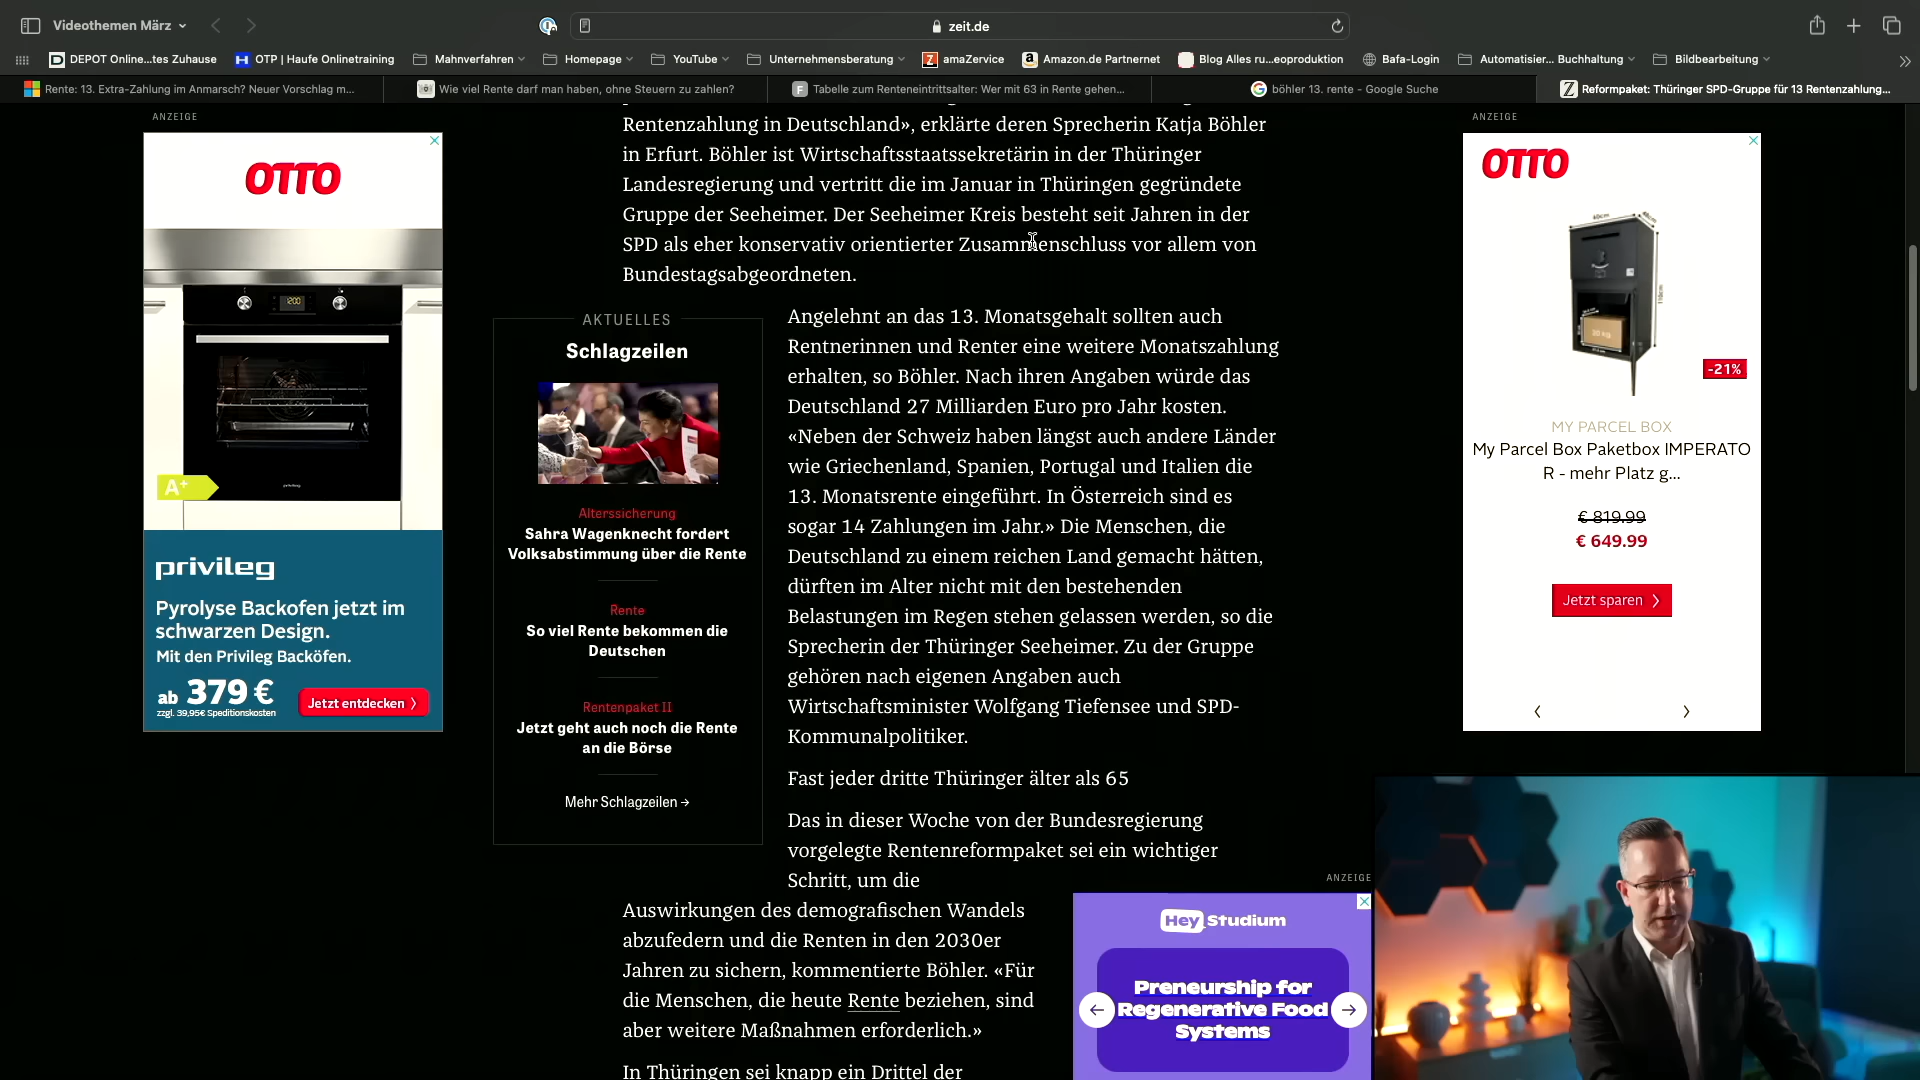 Videothemen März
zeit.de
DEPOT Online...tes Zuhause
OTP | Haufe Onlinetraining
Mahnverfahren
Homepage
YouTube
Unternehmensberatung
amaZervice
Amazon.de Partnernet
Blog Alles ru...eoproduktion
Bafa-Login
Automatisier... Buchhaltung
Bildbearbeitung
Rente: 13. Extra-Zahlung im Anmarsch? Neuer Vorschlag m...
Wie viel Rente darf man haben, ohne Steuern zu zahlen?
Tabelle zum Renteneintrittsalter: Wer mit 63 in Rente gehen...
böhler 13. rente - Google Suche
Reformpaket: Thüringer SPD-Gruppe für 13 Rentenzahlung...
ANZEIGE
OTTO
1200
A+
privileg
Pyrolyse Backofen jetzt im
schwarzen Design.
Mit den Privileg Backöfen.
ab 379 €
zzgl. 39,95€ Speditionskosten
Jetzt entdecken
Rentenzahlung in Deutschland», erklärte deren Sprecherin Katja Böhler
in Erfurt. Böhler ist Wirtschaftsstaatssekretärin in der Thüringer
Landesregierung und vertritt die im Januar in Thüringen gegründete
Gruppe der Seeheimer. Der Seeheimer Kreis besteht seit Jahren in der
SPD als eher konservativ orientierter Zusammenschluss vor allem von
Bundestagsabgeordneten.
AKTUELLES
Schlagzeilen
Alterssicherung
Sahra Wagenknecht fordert
Volksabstimmung über die Rente
Rente
So viel Rente bekommen die
Deutschen
Rentenpaket II
Jetzt geht auch noch die Rente
an die Börse
Mehr Schlagzeilen →
Angelehnt an das 13. Monatsgehalt sollten auch
Rentnerinnen und Renter eine weitere Monatszahlung
erhalten, so Böhler. Nach ihren Angaben würde das
Deutschland 27 Milliarden Euro pro Jahr kosten.
«Neben der Schweiz haben längst auch andere Länder
wie Griechenland, Spanien, Portugal und Italien die
13. Monatsrente eingeführt. In Österreich sind es
sogar 14 Zahlungen im Jahr.» Die Menschen, die
Deutschland zu einem reichen Land gemacht hätten,
dürften im Alter nicht mit den bestehenden
Belastungen im Regen stehen gelassen werden, so die
Sprecherin der Thüringer Seeheimer. Zu der Gruppe
gehören nach eigenen Angaben auch
Wirtschaftsminister Wolfgang Tiefensee und SPD-
Kommunalpolitiker.
Fast jeder dritte Thüringer älter als 65
Das in dieser Woche von der Bundesregierung
vorgelegte Rentenreformpaket sei ein wichtiger
Schritt, um die
Auswirkungen des demografischen Wandels
abzufedern und die Renten in den 2030er
Jahren zu sichern, kommentierte Böhler. «Für
die Menschen, die heute Rente beziehen, sind
aber weitere Maßnahmen erforderlich.»
In Thüringen sei knapp ein Drittel der
ANZEIGE
OTTO
-21%
MY PARCEL BOX
My Parcel Box Paketbox IMPERATO
R - mehr Platz g...
€ 819.99
€ 649.99
Jetzt sparen
ANZEIGE
Hey Studium
Preneurship for
Regenerative Food
Systems